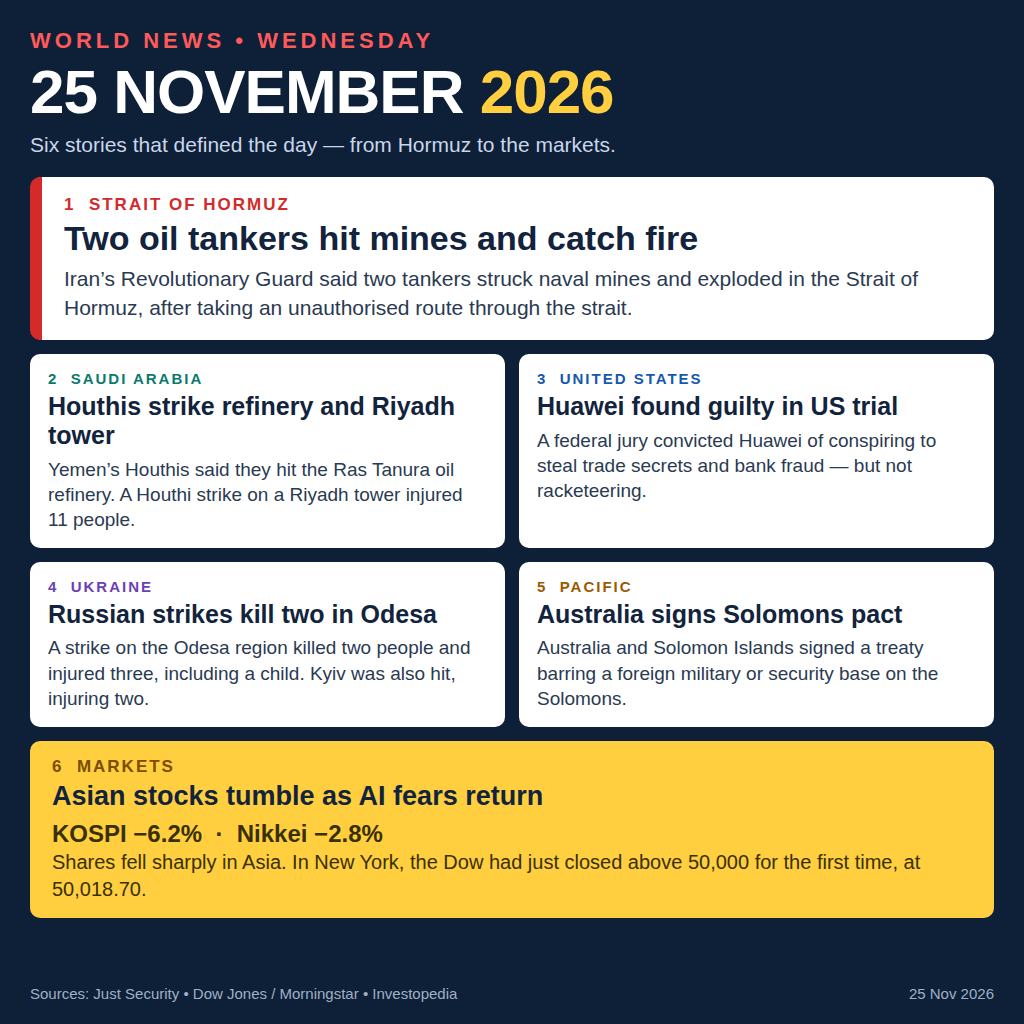 WORLD NEWS • WEDNESDAY
25 NOVEMBER 2026
Six stories that defined the day — from Hormuz to the markets.
1 STRAIT OF HORMUZ
Two oil tankers hit mines and catch fire
Iran’s Revolutionary Guard said two tankers struck naval mines and exploded in the Strait of
Hormuz, after taking an unauthorised route through the strait.
2 SAUDI ARABIA
Houthis strike refinery and Riyadh
tower
Yemen’s Houthis said they hit the Ras Tanura oil
refinery. A Houthi strike on a Riyadh tower injured
11 people.
3 UNITED STATES
Huawei found guilty in US trial
A federal jury convicted Huawei of conspiring to
steal trade secrets and bank fraud — but not
racketeering.
4 UKRAINE
Russian strikes kill two in Odesa
A strike on the Odesa region killed two people and
injured three, including a child. Kyiv was also hit,
injuring two.
5 PACIFIC
Australia signs Solomons pact
Australia and Solomon Islands signed a treaty
barring a foreign military or security base on the
Solomons.
6 MARKETS
Asian stocks tumble as AI fears return
KOSPI −6.2% · Nikkei −2.8%
Shares fell sharply in Asia. In New York, the Dow had just closed above 50,000 for the first time, at
50,018.70.
Sources: Just Security • Dow Jones / Morningstar • Investopedia
25 Nov 2026